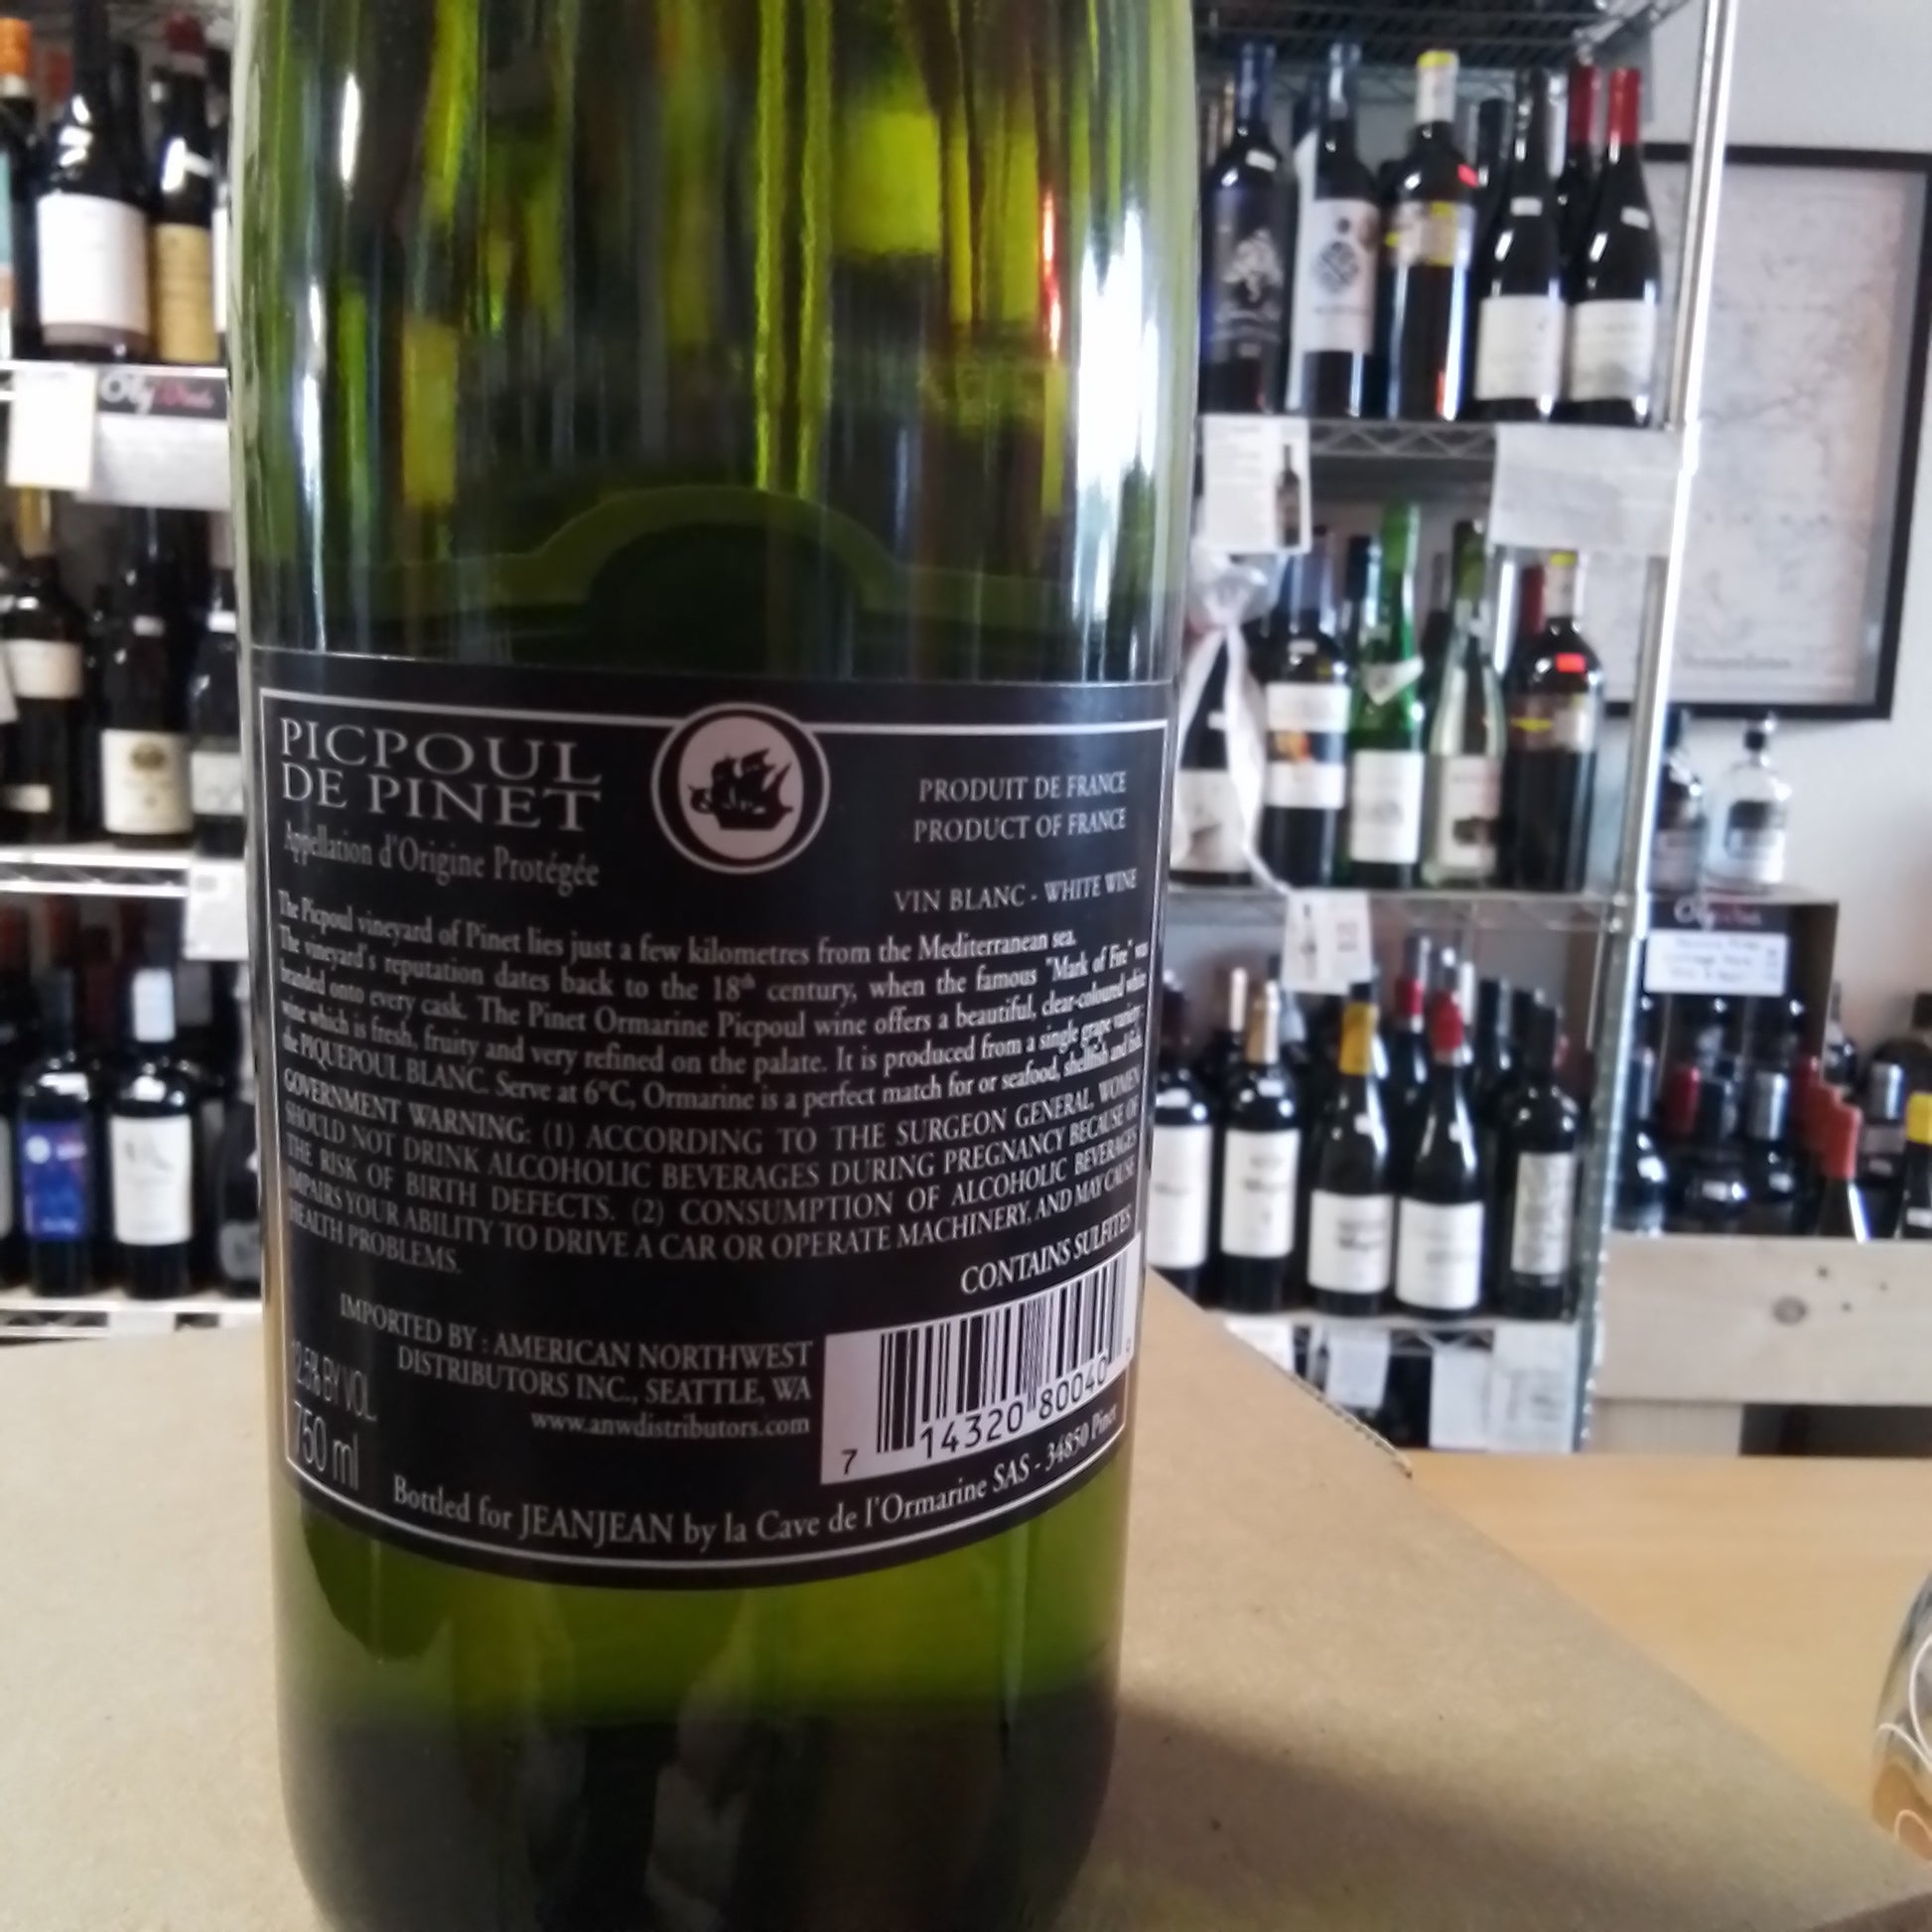 PICPOUL
DE PINET
Appellation d'Origine Protégée
PRODUIT DE FRANCE
PRODUCT OF FRANCE
VIN BLANC - WHITE WINE
The Picpoul vineyard of Pinet lies just a few kilometres from the Mediterranean sea.
The vineyard's reputation dates back to the 18th century, when the famous "Mark of Fire" was
branded onto every cask. The Pinet Ormarine Picpoul wine offers a beautiful, clear-coloured white
wine which is fresh, fruity and very refined on the palate. It is produced from a single grape variety:
the PIQUEPOUL BLANC. Serve at 6°C, Ormarine is a perfect match for or seafood, shellfish and fish.
GOVERNMENT WARNING: (1) ACCORDING TO THE SURGEON GENERAL, WOMEN
SHOULD NOT DRINK ALCOHOLIC BEVERAGES DURING PREGNANCY BECAUSE OF
THE RISK OF BIRTH DEFECTS. (2) CONSUMPTION OF ALCOHOLIC BEVERAGES
IMPAIRS YOUR ABILITY TO DRIVE A CAR OR OPERATE MACHINERY, AND MAY CAUSE
HEALTH PROBLEMS.
CONTAINS SULFITES
IMPORTED BY : AMERICAN NORTHWEST
DISTRIBUTORS INC., SEATTLE, WA
www.anwdistributors.com
12.5% BY VOL.
750 ml
7 14320 80040
Bottled for JEANJEAN by la Cave de l'Ormarine SAS - 34850 Pinet